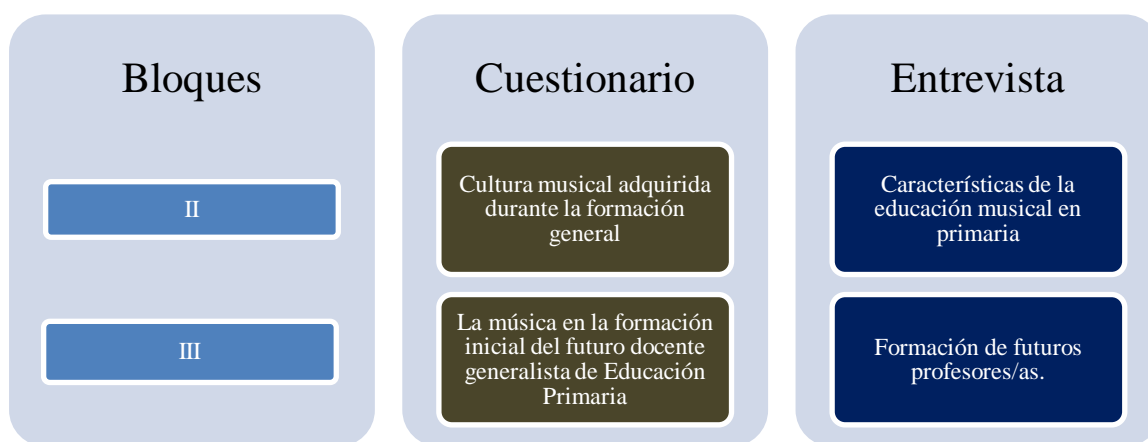 Bloques
II
III
Cuestionario
Cultura musical adquirida
durante la formación
general
La música en la formación
inicial del futuro docente
generalista de Educación
Primaria
Entrevista
Características de la
educación musical en
primaria
Formación de futuros
profesores/as.